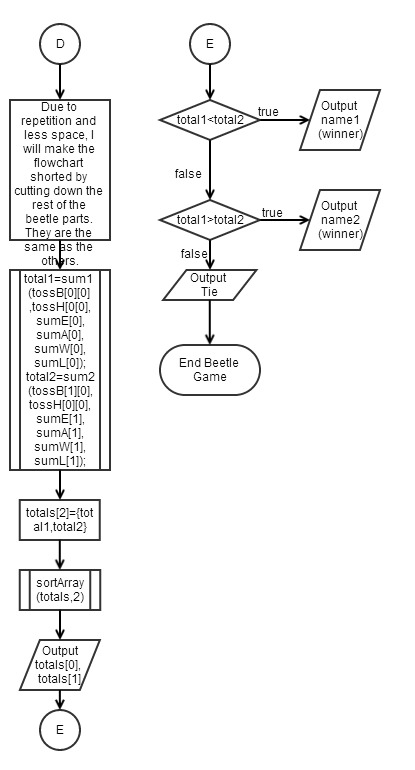 D
Due to
repetition and
less space, I
will make the
flowchart
shorted by
cutting down the
rest of the
beetle parts.
They are the
same as the
others.
total1=sum1
(tossB[0][0]
,tossH[0[0],
sumE[0],
sumA[0],
sumW[0],
sumL[0]);
total2=sum2
(tossB[1][0],
tossH[0][0],
sumE[1],
sumA[1],
sumW[1],
sumL[1]);
totals[2]={tot
al1,total2}
sortArray
(totals,2)
Output
totals[0],
totals[1]
E
E
total1<total2
true
Output
name1
(winner)
false
total1>total2
true
Output
name2
(winner)
false
Output
Tie
End Beetle
Game